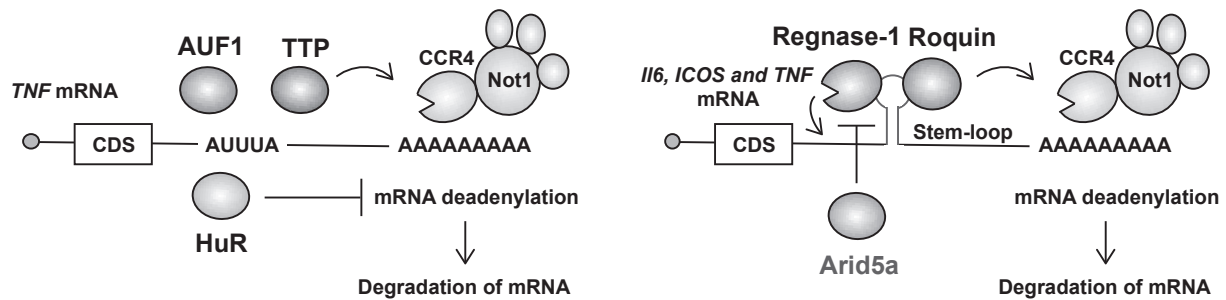 AUF1
TTP
CCR4
Not1
TNF mRNA
CDS
AUUUA
AAAAAAAAA
HuR
mRNA deadenylation
Degradation of mRNA
Regnase-1 Roquin
Il6, ICOS and TNF
mRNA
CCR4
Not1
CDS
Stem-loop
AAAAAAAAA
Arid5a
mRNA deadenylation
Degradation of mRNA